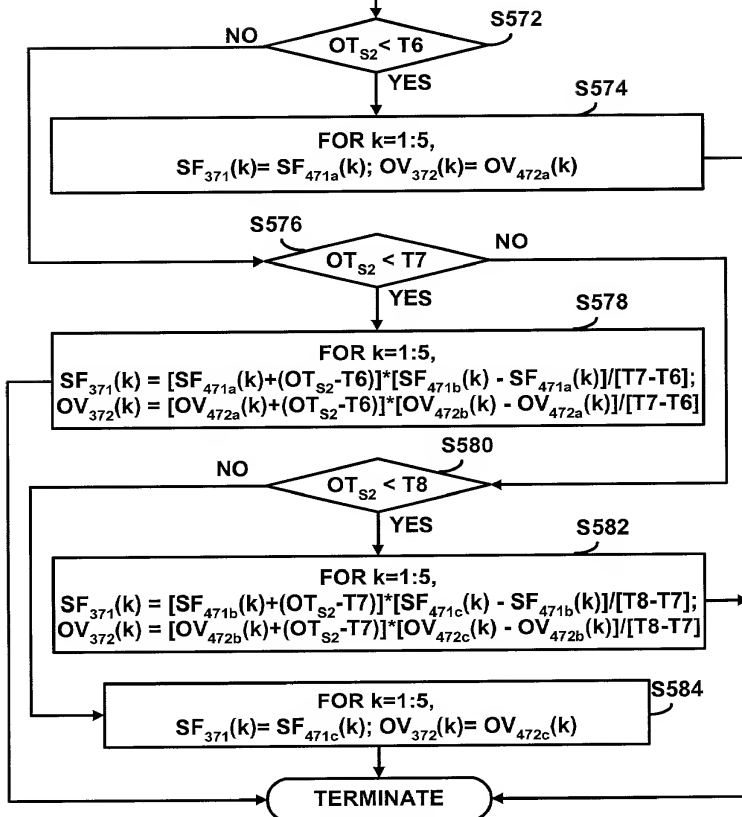 S572
NO
OT_S2 < T6
YES
S574
FOR k=1:5,
SF_371(k)= SF_471a(k); OV_372(k)= OV_472a(k)
S576
NO
OT_S2 < T7
YES
S578
FOR k=1:5,
SF_371(k) = [SF_471a(k)+(OT_S2-T6)]*[SF_471b(k) - SF_471a(k)]/[T7-T6];
OV_372(k) = [OV_472a(k)+(OT_S2-T6)]*[OV_472b(k) - OV_472a(k)]/[T7-T6]
S580
NO
OT_S2 < T8
YES
S582
FOR k=1:5,
SF_371(k) = [SF_471b(k)+(OT_S2-T7)]*[SF_471c(k) - SF_471b(k)]/[T8-T7];
OV_372(k) = [OV_472b(k)+(OT_S2-T7)]*[OV_472c(k) - OV_472b(k)]/[T8-T7]
S584
FOR k=1:5,
SF_371(k)= SF_471c(k); OV_372(k)= OV_472c(k)
TERMINATE